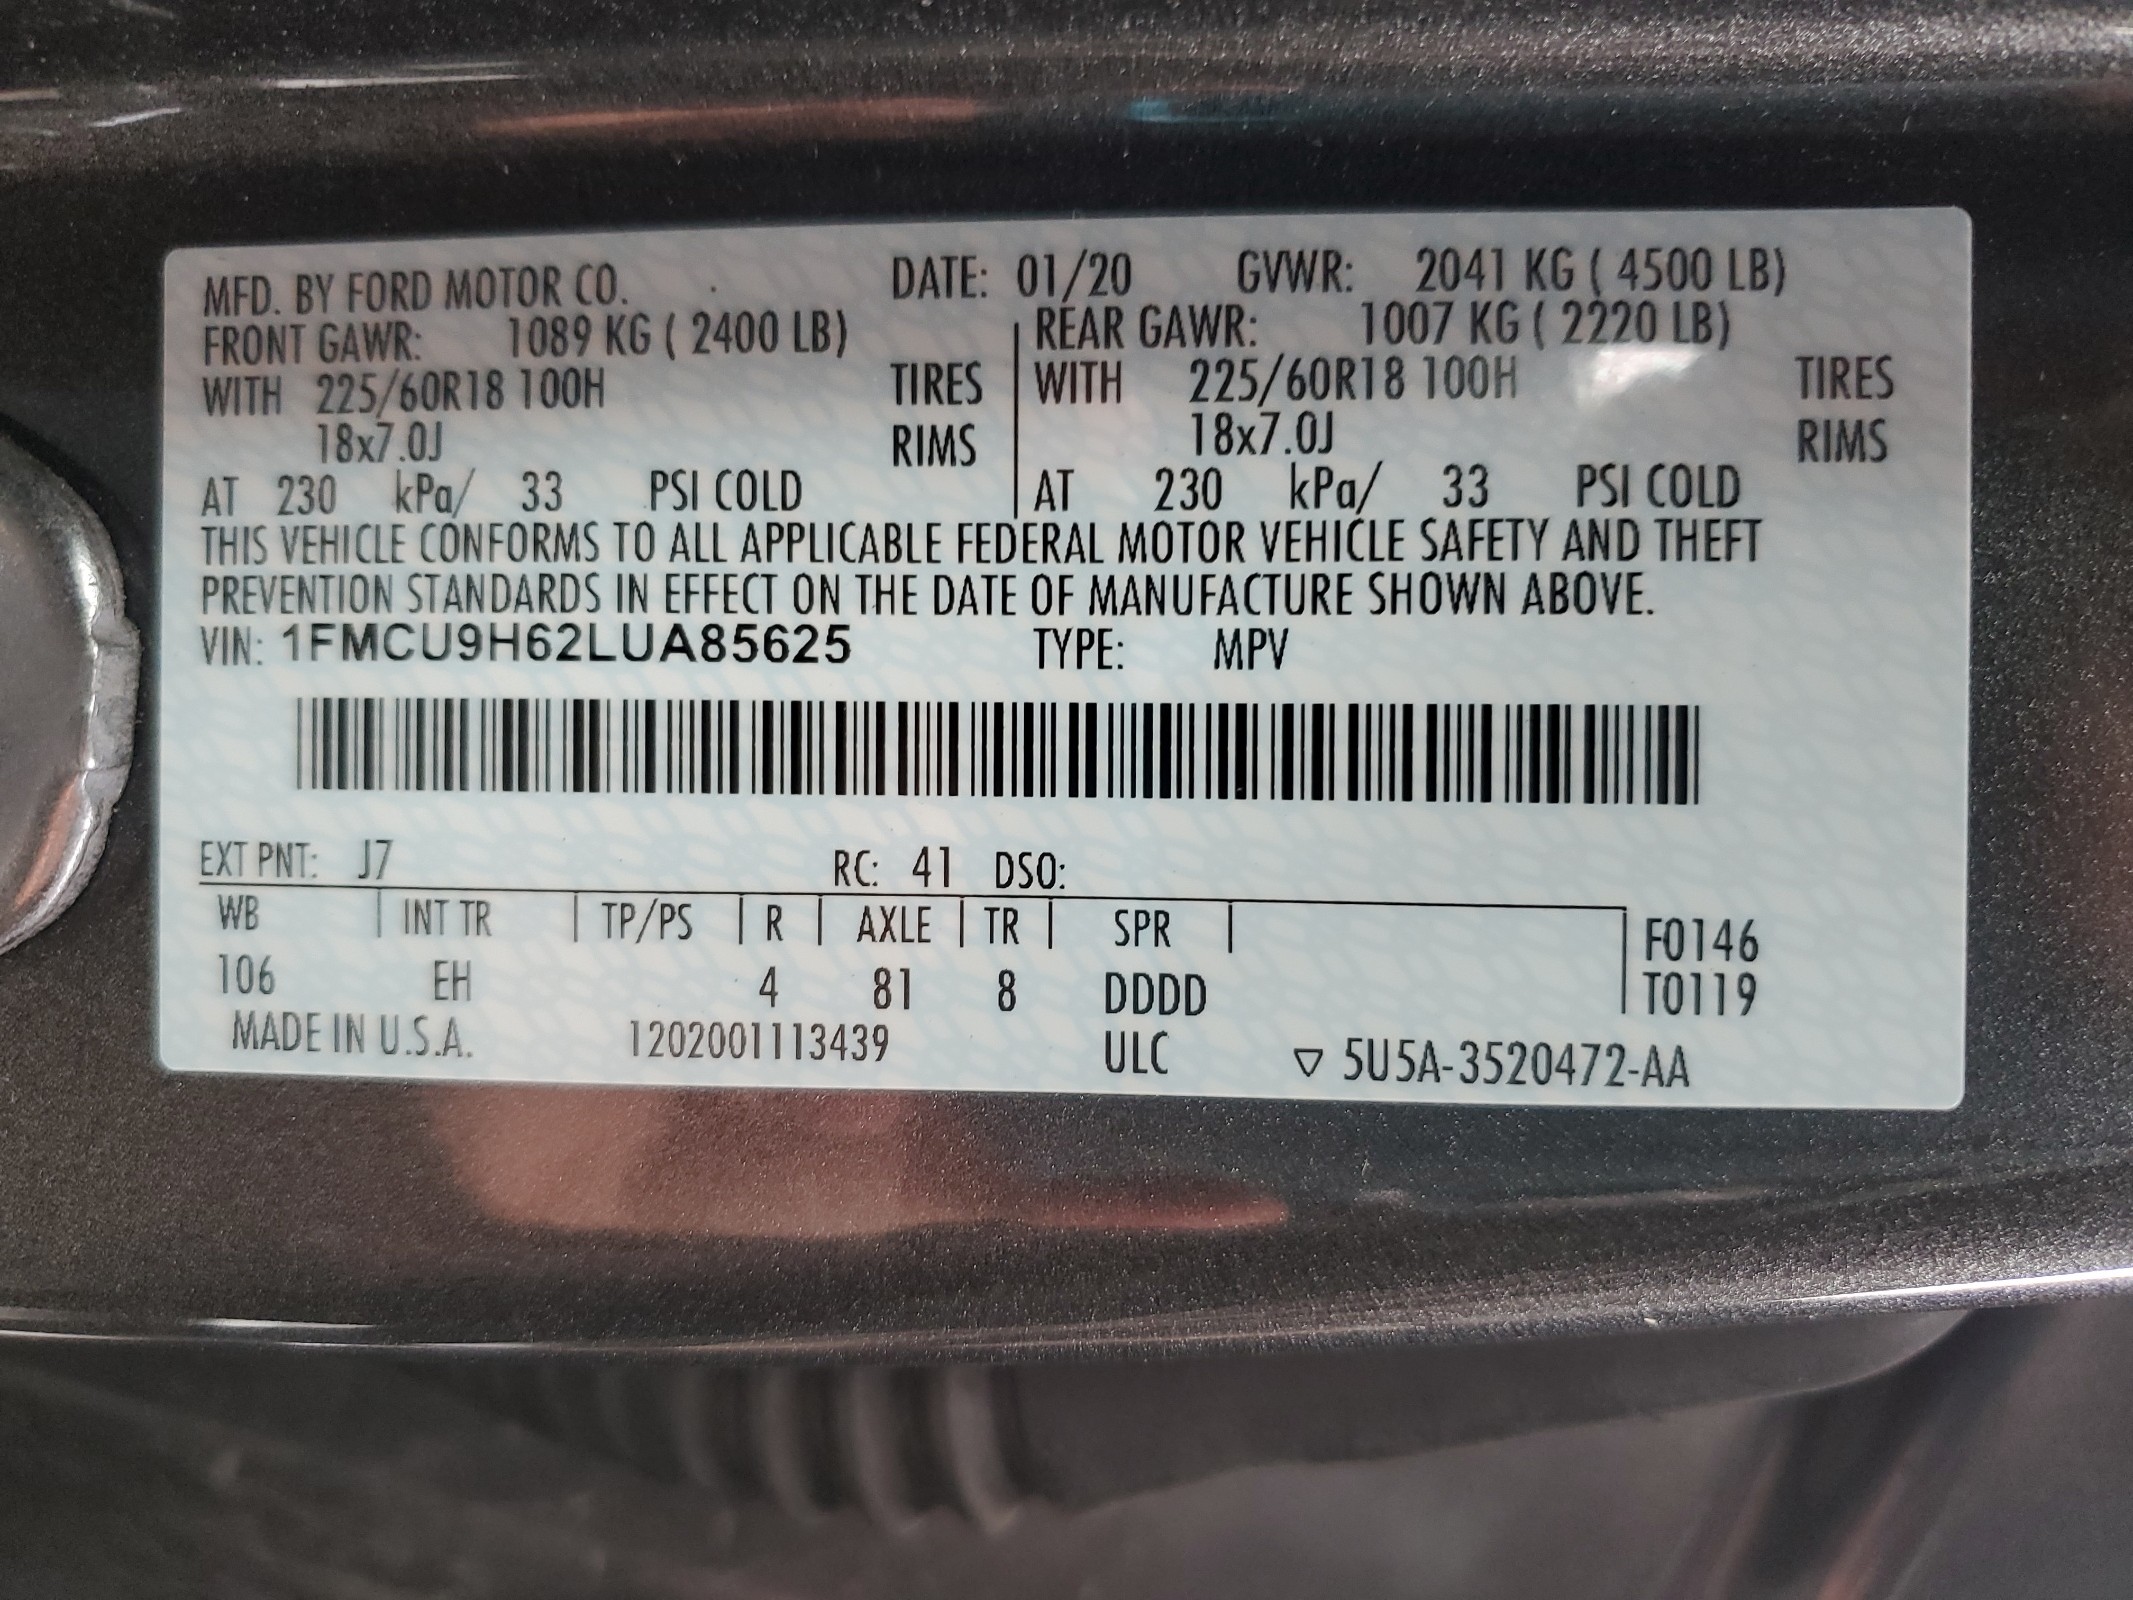 MFD. BY FORD MOTOR CO. DATE: 01/20 GVWR: 2041 KG ( 4500 LB)
FRONT GAWR: 1089 KG ( 2400 LB) REAR GAWR: 1007 KG ( 2220 LB)
WITH 225/60R18 100H TIRES WITH 225/60R18 100H TIRES
18x7.0J RIMS 18x7.0J RIMS
AT 230 kPa/ 33 PSI COLD AT 230 kPa/ 33 PSI COLD
THIS VEHICLE CONFORMS TO ALL APPLICABLE FEDERAL MOTOR VEHICLE SAFETY AND THEFT
PREVENTION STANDARDS IN EFFECT ON THE DATE OF MANUFACTURE SHOWN ABOVE.
VIN: 1FMCU9H62LUA85625 TYPE: MPV
EXT PNT: J7 RC: 41 DSO:
WB INT TR TP/PS R AXLE TR SPR F0146
106 EH 4 81 8 DDDD T0119
MADE IN U.S.A. 1202001113439 ULC ▽ 5U5A-3520472-AA